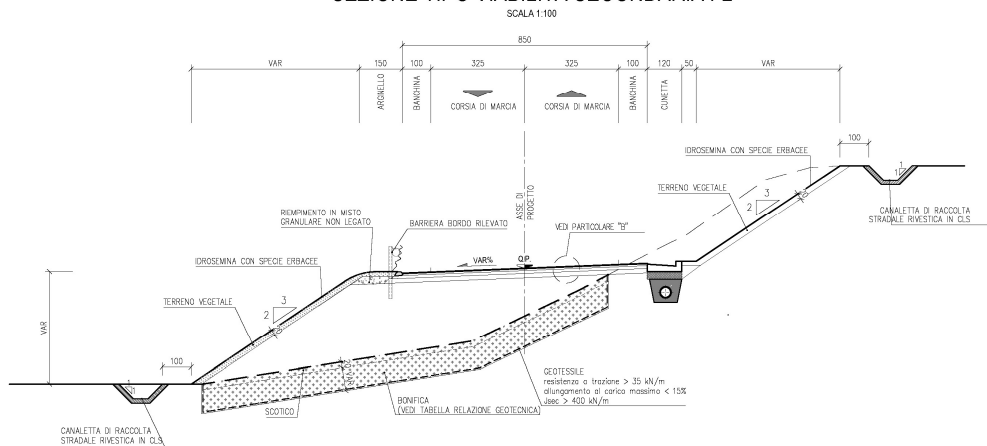 SCALA 1:100
850
VAR
150
100
325
325
100
120
50
VAR
ARGINELLO
BANCHINA
CORSIA DI MARCIA
CORSIA DI MARCIA
BANCHINA
CUNETTA
100
IDROSEMINA CON SPECIE ERBACEE
1
1
TERRENO VEGETALE
3
2
CANALETTA DI RACCOLTA
STRADALE RIVESTITA IN CLS
ASSE DI
PROGETTO
RIEMPIMENTO IN MISTO
GRANULARE NON LEGATO
BARRIERA BORDO RILEVATO
VEDI PARTICOLARE "B"
VAR%
Q.P.
IDROSEMINA CON SPECIE ERBACEE
TERRENO VEGETALE
3
2
VAR
100
1
1
SCOTICO
BONIFICA
(VEDI TABELLA RELAZIONE GEOTECNICA)
GEOTESSILE
resistenza a trazione > 35 kN/m
allungamento al carico massimo < 15%
Jsec > 400 kN/m
CANALETTA DI RACCOLTA
STRADALE RIVESTITA IN CLS